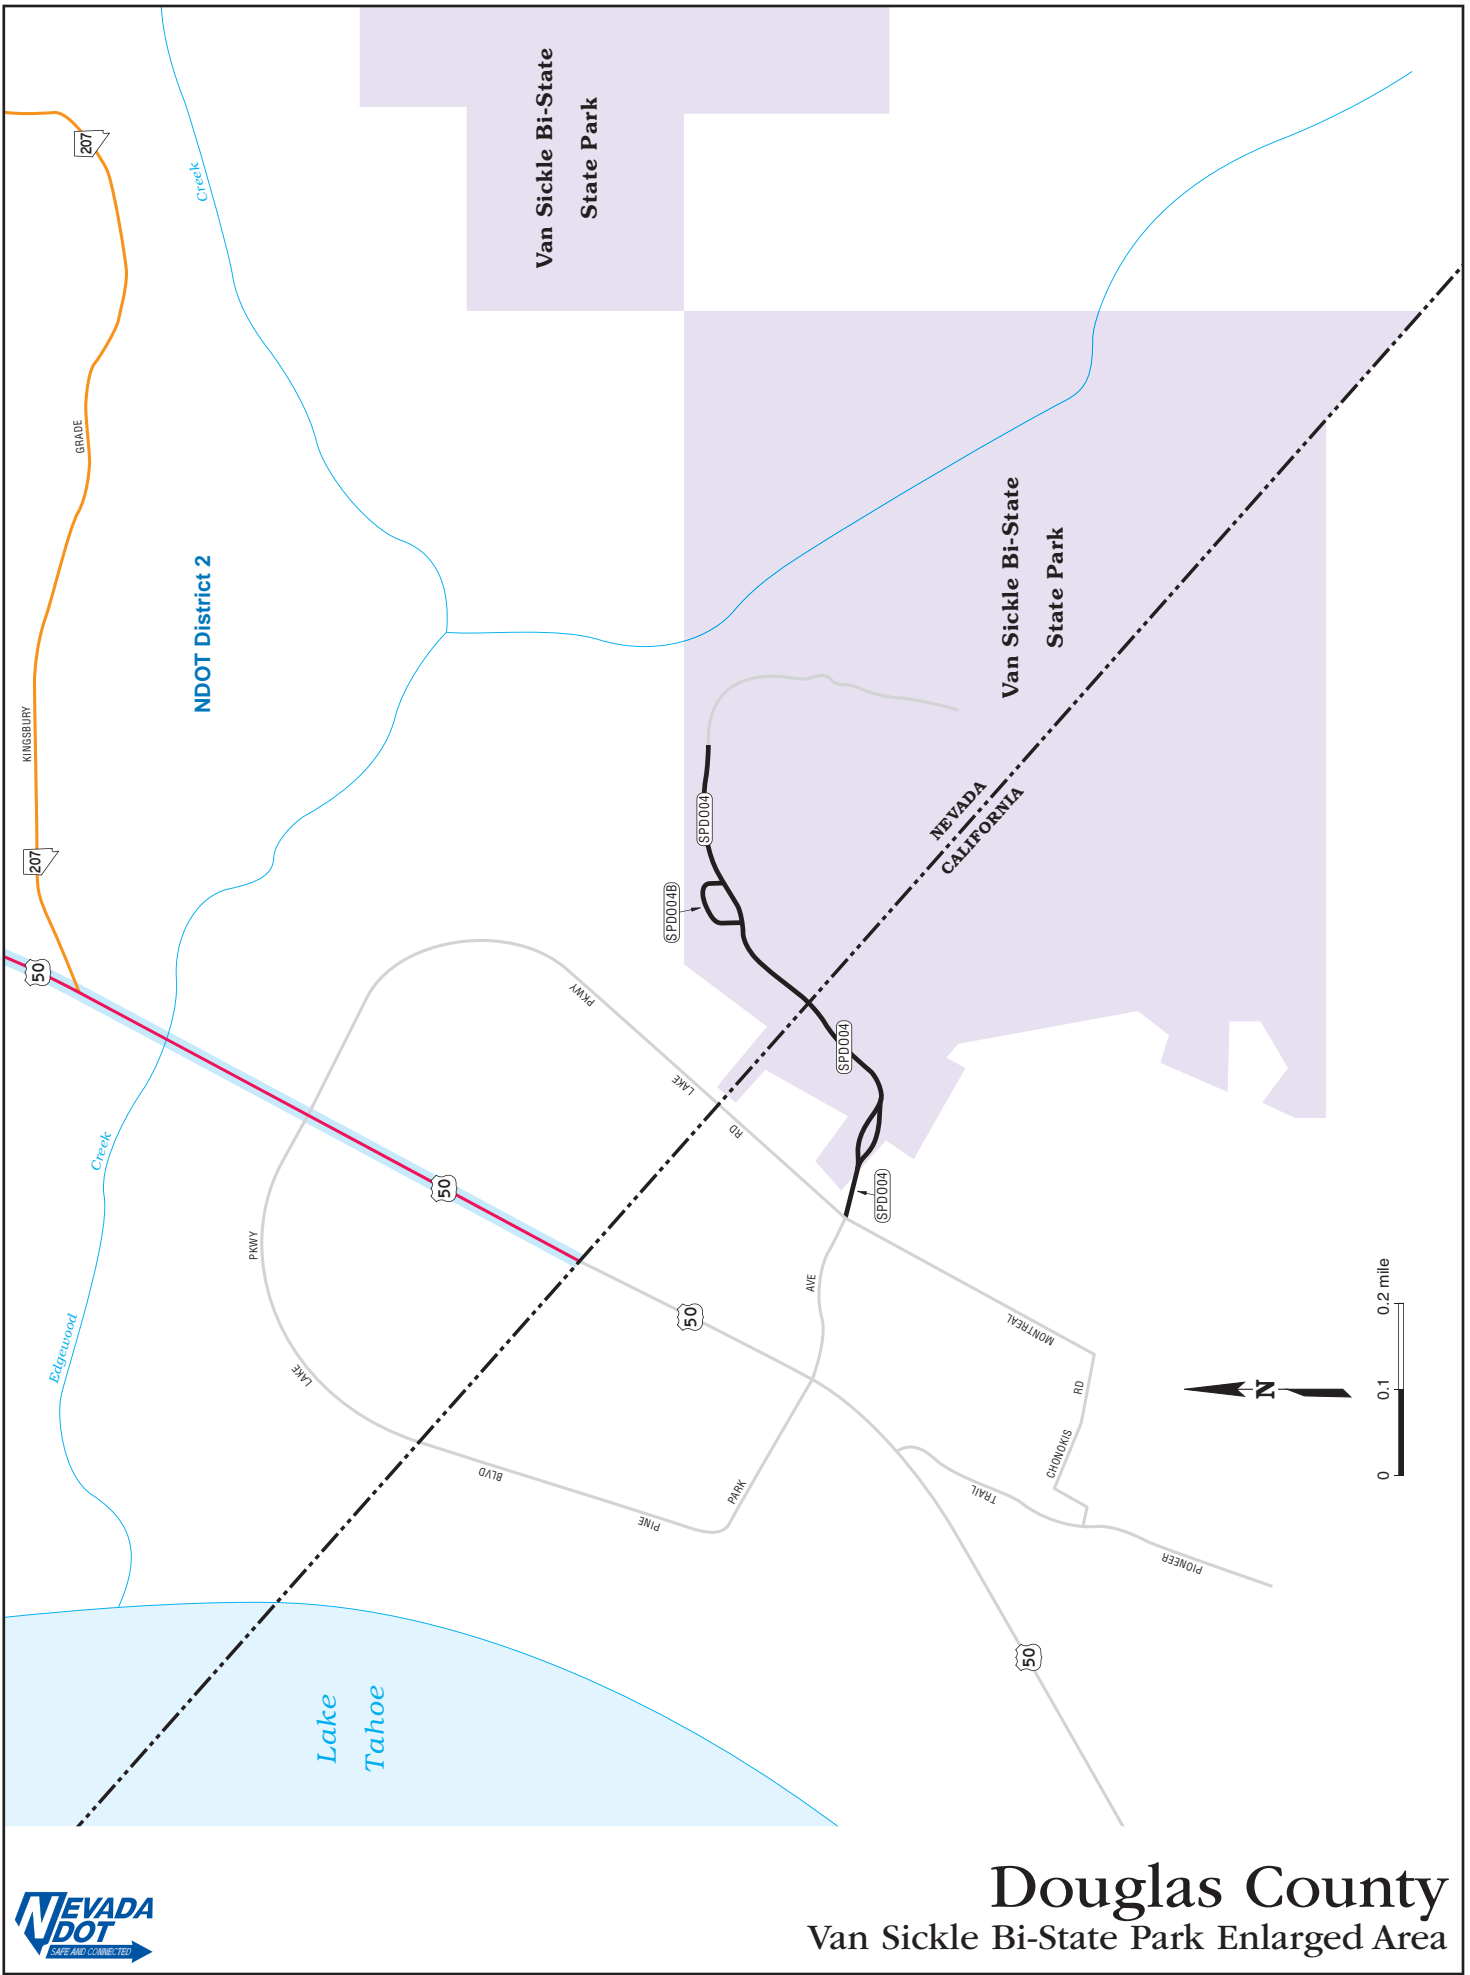 207
Creek
Van Sickle Bi-State
State Park
GRADE
NDOT District 2
KINGSBURY
207
50
Van Sickle Bi-State
State Park
NEVADA
CALIFORNIA
SPD004
SPD004B
SPD004
SPD004
PKWY
LAKE
RD
50
Creek
PKWY
Edgewood
LAKE
50
AVE
MONTREAL
RD
CHONOKIS
BLVD
PINE
PARK
TRAIL
PIONEER
50
N
0 0.1 0.2 mile
Lake
Tahoe
NEVADA
DOT
SAFE AND CONNECTED
Douglas County
Van Sickle Bi-State Park Enlarged Area